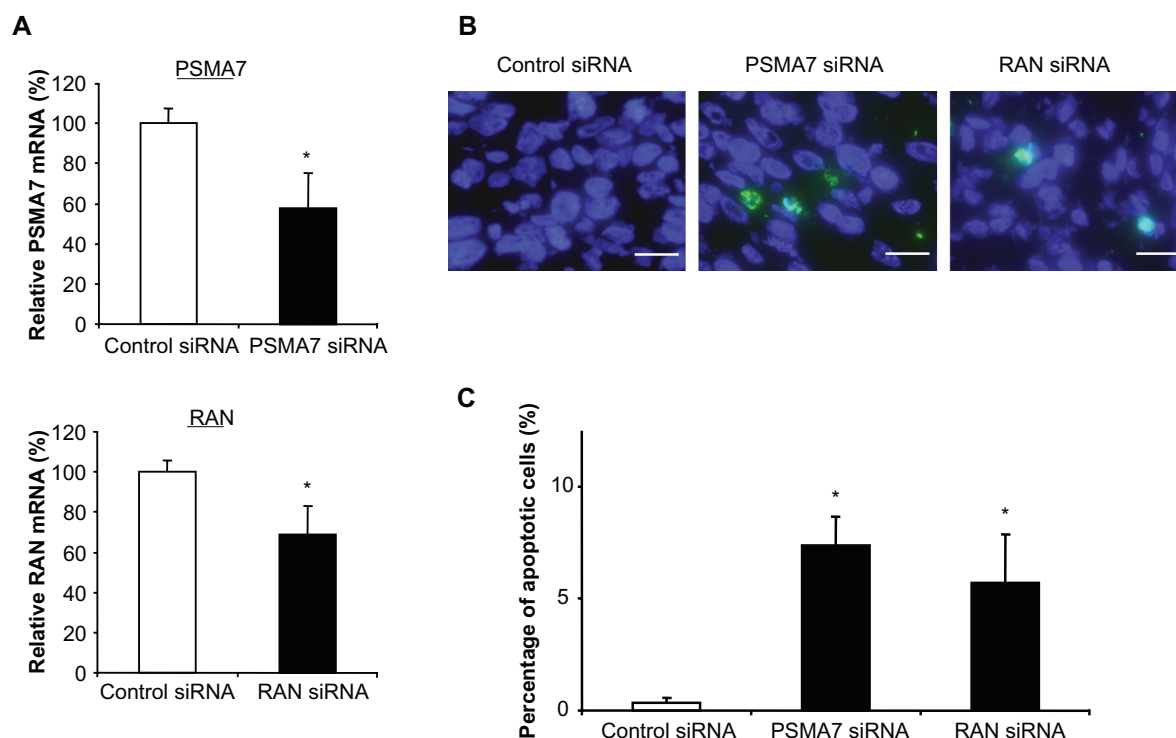 A
PSMA7
Relative PSMA7 mRNA (%)
120
100
80
60
40
20
0
*
Control siRNA
PSMA7 siRNA
RAN
Relative RAN mRNA (%)
120
100
80
60
40
20
0
*
Control siRNA
RAN siRNA
B
Control siRNA
PSMA7 siRNA
RAN siRNA
C
Percentage of apoptotic cells (%)
10
5
0
*
*
Control siRNA
PSMA7 siRNA
RAN siRNA